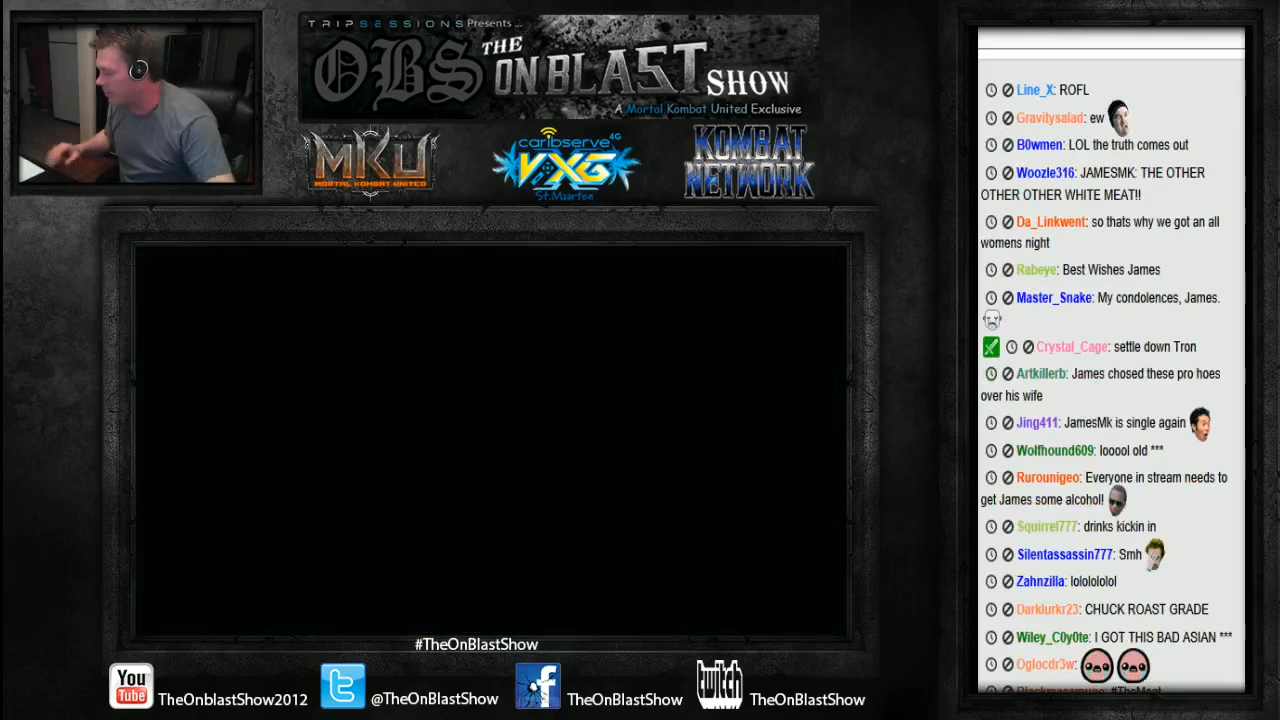 TRIPSESSIONS Presents ...
OBS THE ON BLAST SHOW
A Mortal Kombat United Exclusive
MKU
MORTAL KOMBAT UNITED
caribserve 4G
VXG
St.Maarten
KOMBAT
NETWORK
#TheOnBlastShow
You
Tube
TheOnblastShow2012
@TheOnBlastShow
TheOnBlastShow
twitch
TheOnBlastShow
Line_X: ROFL
Gravitysalad: ew
B0wmen: LOL the truth comes out
Woozle316: JAMESMK: THE OTHER
OTHER OTHER WHITE MEAT!!
Da_Linkwent: so thats why we got an all
womens night
Rabeye: Best Wishes James
Master_Snake: My condolences, James.
Crystal_Cage: settle down Tron
Artkillerb: James chosed these pro hoes
over his wife
Jing411: JamesMk is single again
Wolfhound609: looool old ***
Rurounigeo: Everyone in stream needs to
get James some alcohol!
Squirrel777: drinks kickin in
Silentassassin777: Smh
Zahnzilla: lolololol
Darklurkr23: CHUCK ROAST GRADE
Wiley_C0y0te: I GOT THIS BAD ASIAN ***
Oglocdr3w: